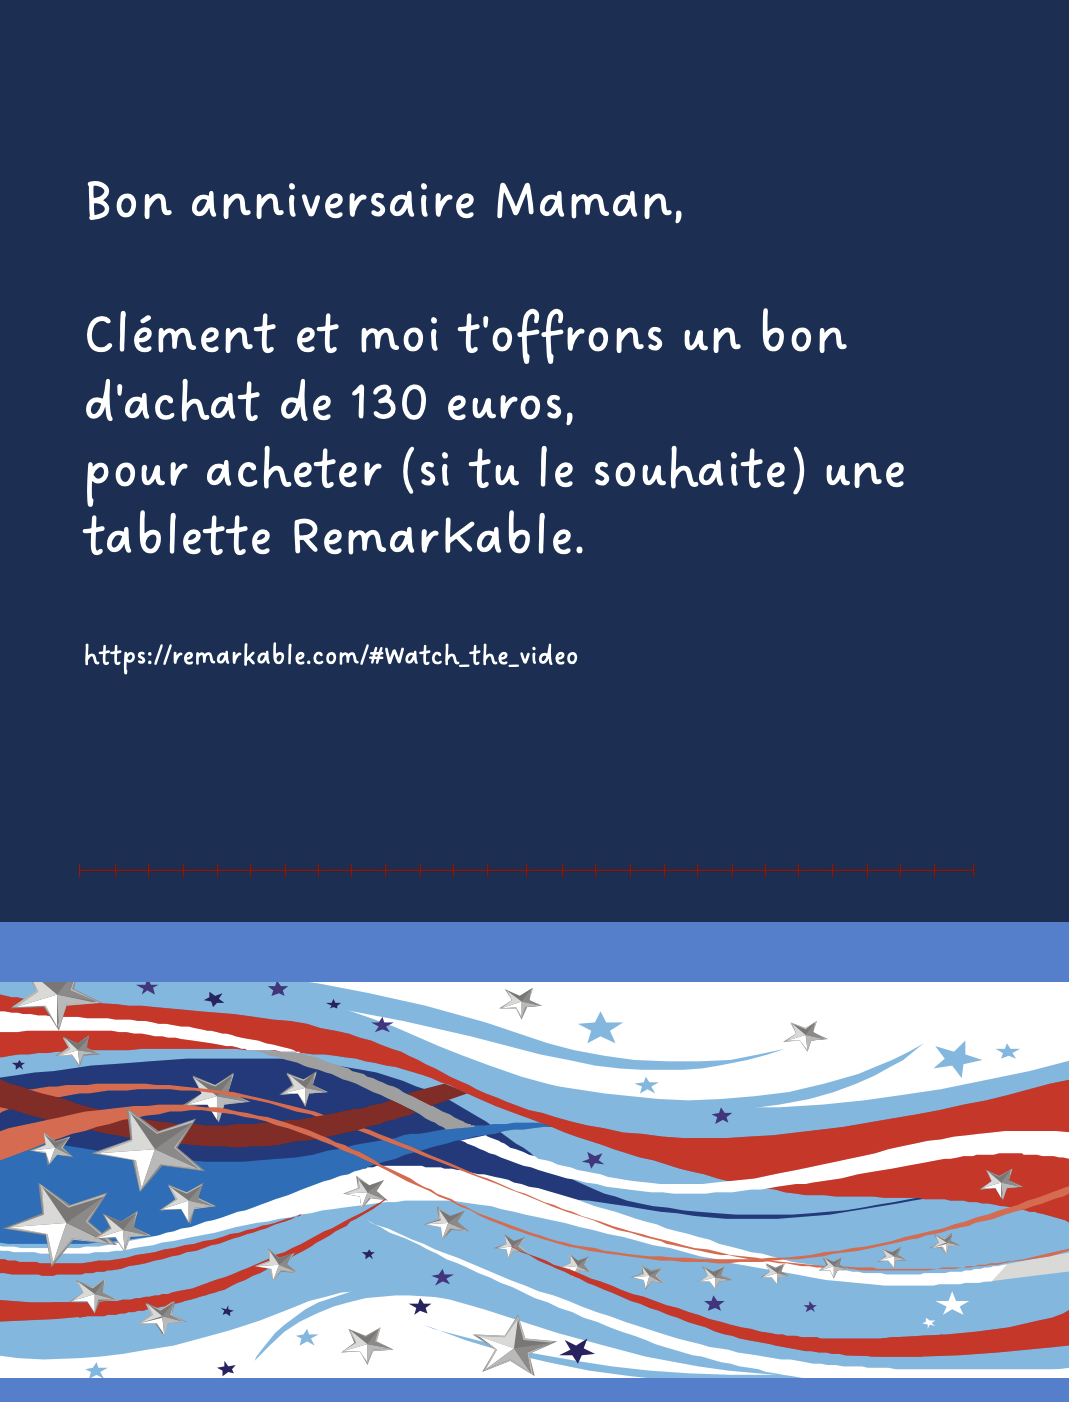 Bon anniversaire Maman,
Clément et moi t'offrons un bon
d'achat de 130 euros,
pour acheter (si tu le souhaite) une
tablette RemarKable.
https://remarkable.com/#Watch_the_video